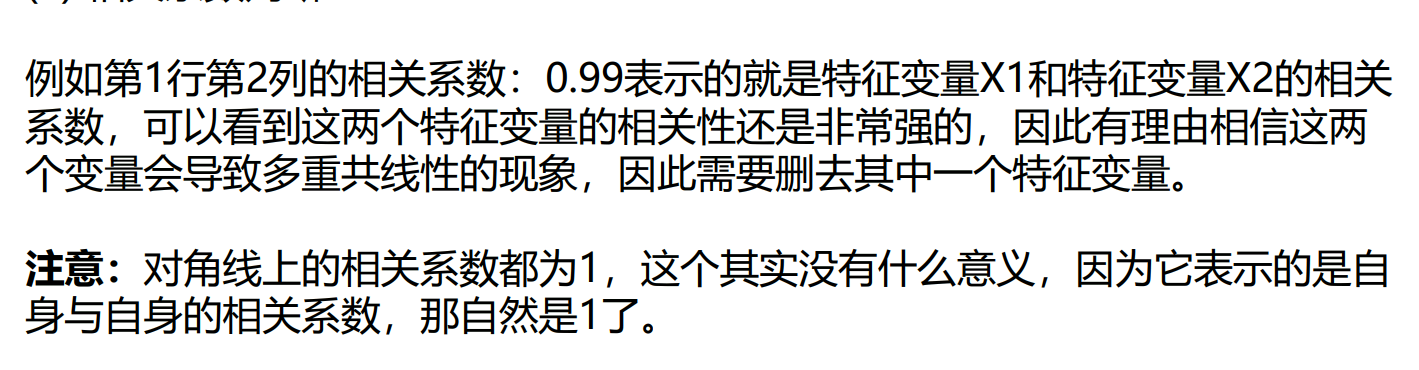 例如第1行第2列的相关系数：0.99表示的就是特征变量X1和特征变量X2的相关
系数，可以看到这两个特征变量的相关性还是非常强的，因此有理由相信这两
个变量会导致多重共线性的现象，因此需要删去其中一个特征变量。
注意：对角线上的相关系数都为1，这个其实没有什么意义，因为它表示的是自
身与自身的相关系数，那自然是1了。